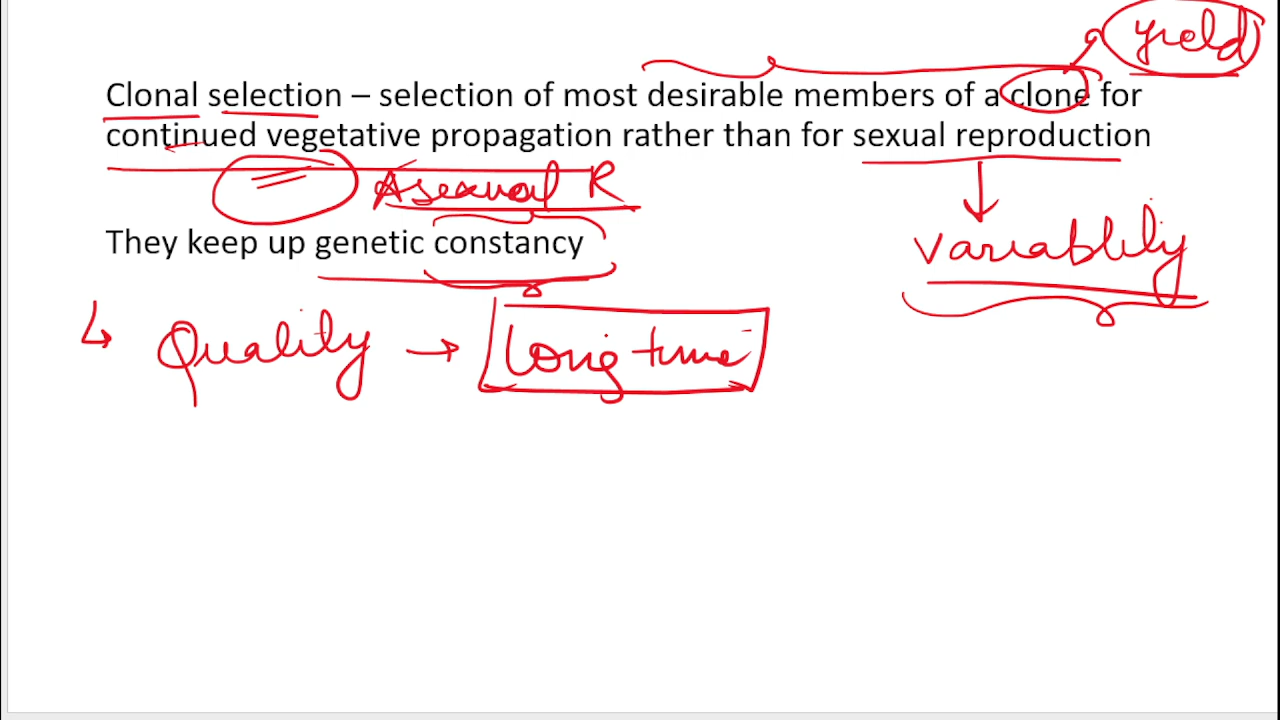 yield
Clonal selection – selection of most desirable members of a clone for
continued vegetative propagation rather than for sexual reproduction
Asexual R
They keep up genetic constancy
variablily
↳ Quality → long time